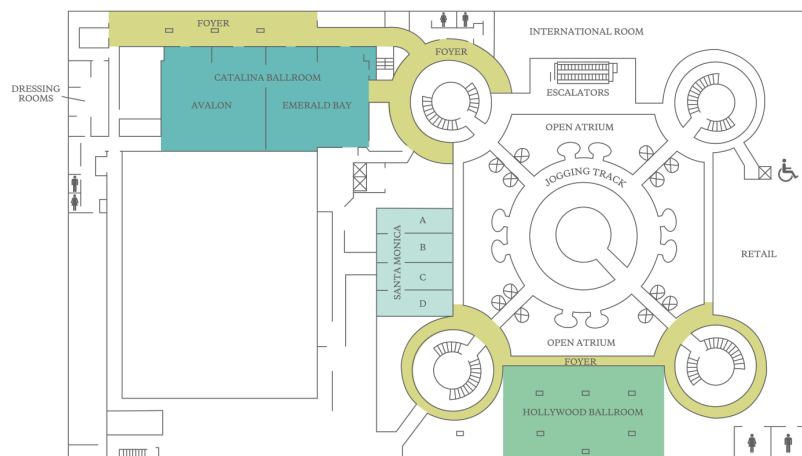 FOYER
FOYER
INTERNATIONAL ROOM
CATALINA BALLROOM
DRESSING
ROOMS
AVALON
EMERALD BAY
ESCALATORS
OPEN ATRIUM
JOGGING TRACK
SANTA MONICA
A
B
C
D
RETAIL
OPEN ATRIUM
FOYER
HOLLYWOOD BALLROOM